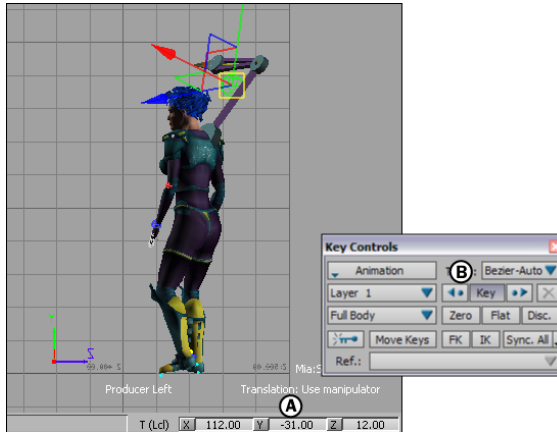 Key Controls
Animation
Bezier-Auto
Layer 1
Key
Full Body
Zero Flat Disc.
Move Keys FK IK Sync. All
Ref.:
Producer Left
Translation: Use manipulator
T (Lcl) X 112.00 Y -31.00 Z 12.00
A
B
Y
Z